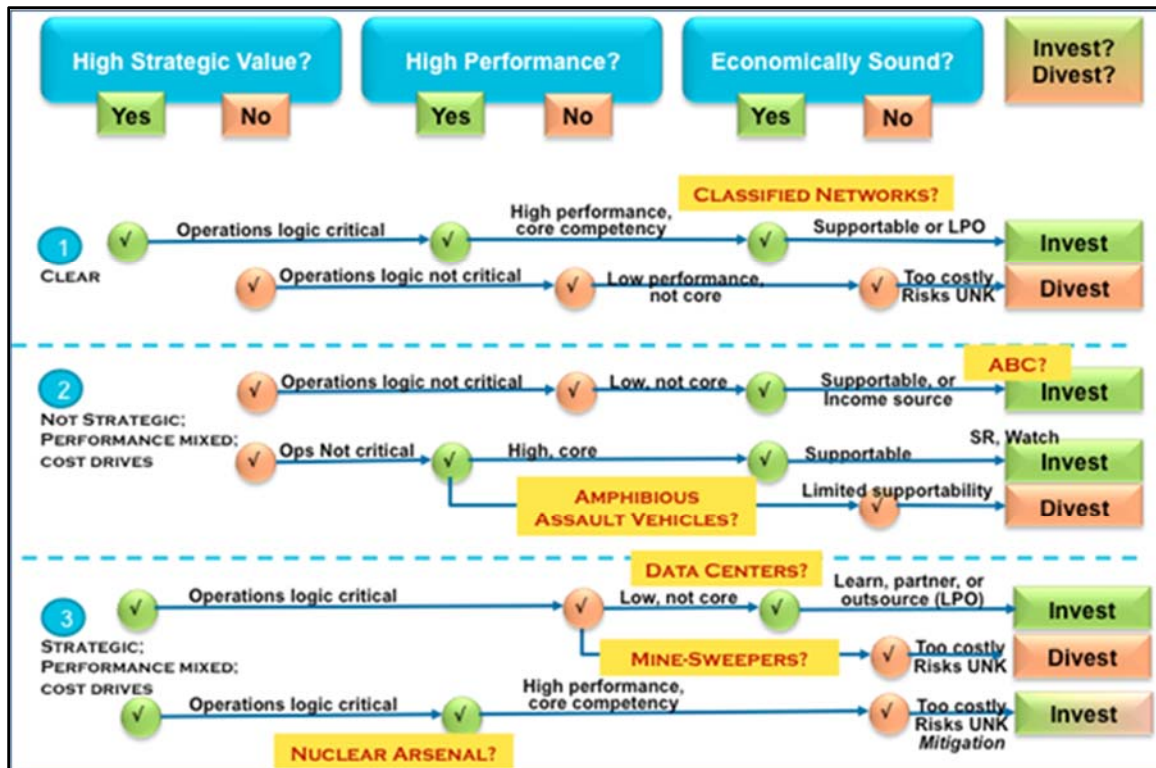 High Strategic Value?
High Performance?
Economically Sound?
Invest?
Divest?
Yes
No
Yes
No
Yes
No
CLASSIFIED NETWORKS?
1
CLEAR
√
Operations logic critical
√
High performance,
core competency
√
Supportable or LPO
Invest
√
Operations logic not critical
√
Low performance,
not core
√
Too costly
Risks UNK
Divest
2
NOT STRATEGIC;
PERFORMANCE MIXED;
COST DRIVES
ABC?
√
Operations logic not critical
√
Low, not core
√
Supportable, or
Income source
Invest
√
Ops Not critical
√
High, core
√
Supportable
SR, Watch
Invest
AMPHIBIOUS
ASSAULT VEHICLES?
Limited supportability
√
Divest
3
STRATEGIC;
PERFORMANCE MIXED;
COST DRIVES
DATA CENTERS?
√
Operations logic critical
√
Low, not core
√
Learn, partner, or
outsource (LPO)
Invest
MINE-SWEEPERS?
√
Too costly
Risks UNK
Divest
√
Operations logic critical
√
High performance,
core competency
√
Too costly
Risks UNK
Mitigation
Invest
NUCLEAR ARSENAL?